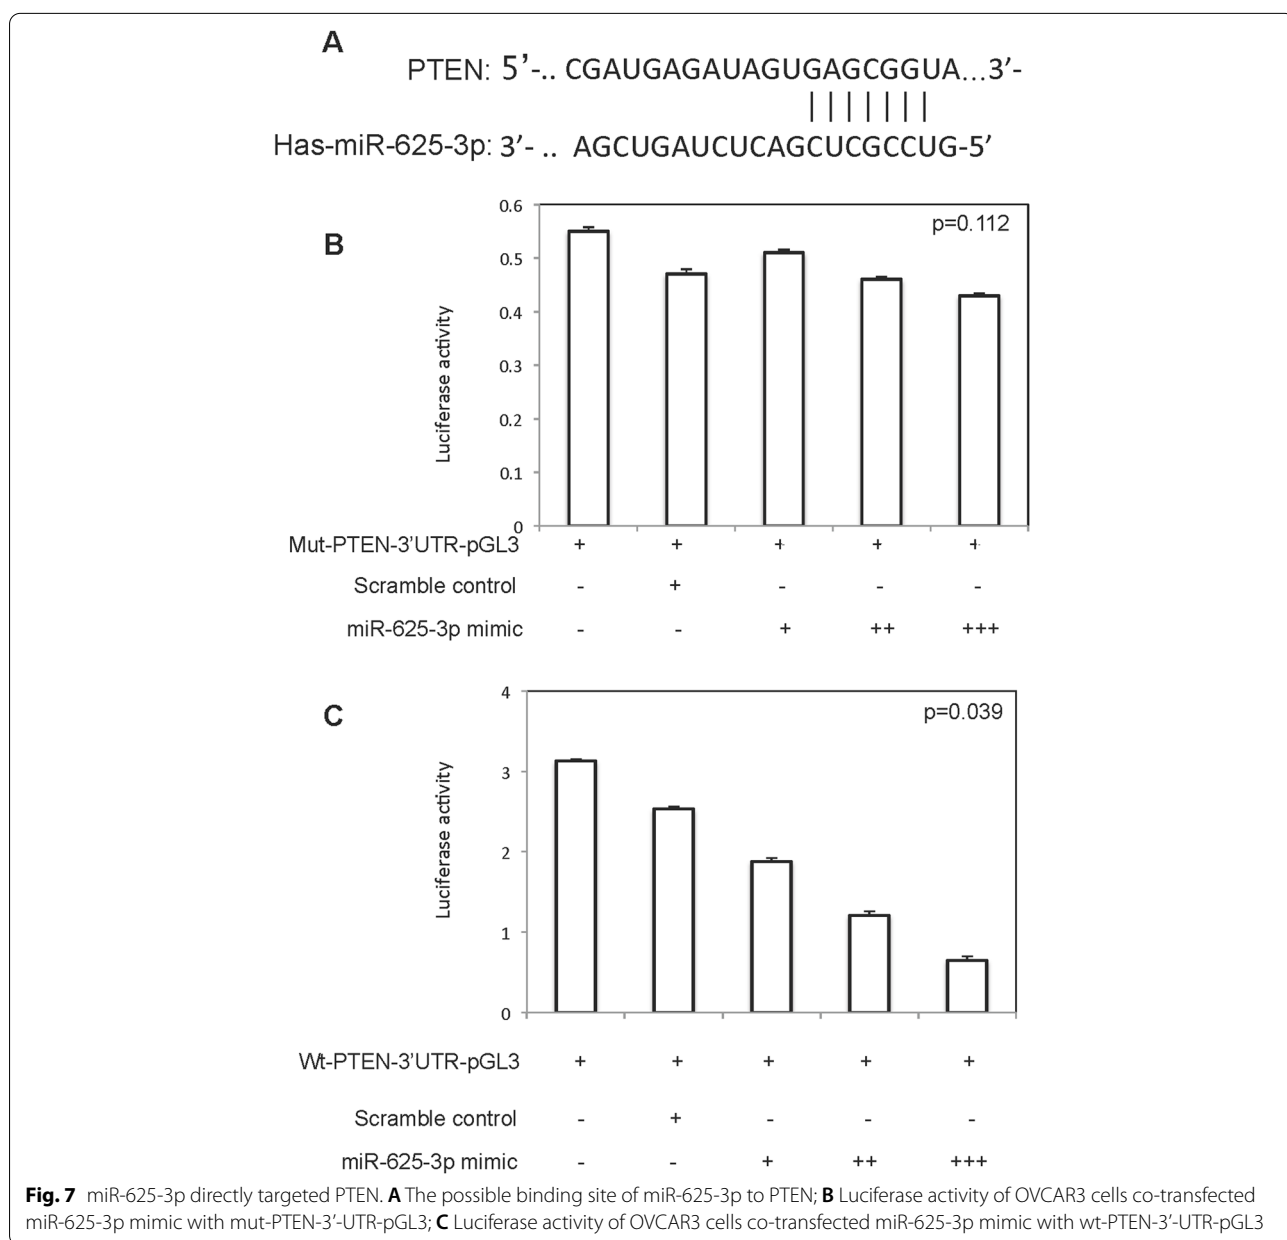 A
PTEN: 5’-.. CGAUGAGAUAGUGAGCGGUA...3’-
| | | | | | |
Has-miR-625-3p: 3’- .. AGCUGAUCUCAGCUCGCCUG-5’
B
p=0.112
Luciferase activity
0.6
0.5
0.4
0.3
0.2
0.1
0
Mut-PTEN-3’UTR-pGL3 + + + + +
Scramble control - + - - -
miR-625-3p mimic - - + ++ +++
C
p=0.039
Luciferase activity
4
3
2
1
0
Wt-PTEN-3’UTR-pGL3 + + + + +
Scramble control - + - - -
miR-625-3p mimic - - + ++ +++
Fig. 7 miR-625-3p directly targeted PTEN. A The possible binding site of miR-625-3p to PTEN; B Luciferase activity of OVCAR3 cells co-transfected
miR-625-3p mimic with mut-PTEN-3′-UTR-pGL3; C Luciferase activity of OVCAR3 cells co-transfected miR-625-3p mimic with wt-PTEN-3′-UTR-pGL3